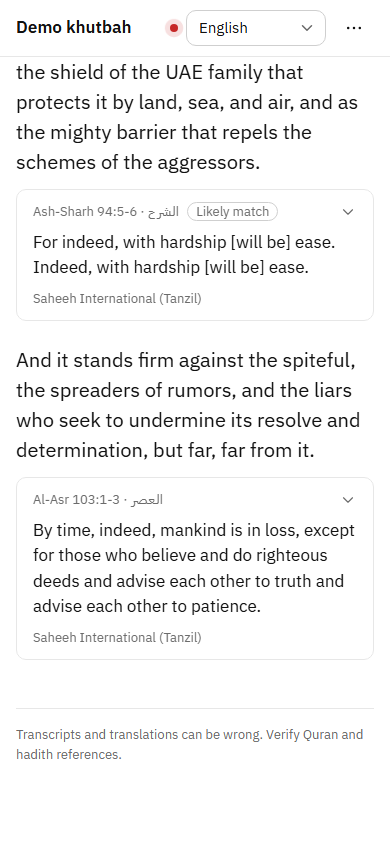 Demo khutbah
English
the shield of the UAE family that
protects it by land, sea, and air, and as
the mighty barrier that repels the
schemes of the aggressors.
Ash-Sharh 94:5-6 · الشرح Likely match
For indeed, with hardship [will be] ease.
Indeed, with hardship [will be] ease.
Saheeh International (Tanzil)
And it stands firm against the spiteful,
the spreaders of rumors, and the liars
who seek to undermine its resolve and
determination, but far, far from it.
Al-Asr 103:1-3 · العصر
By time, indeed, mankind is in loss, except
for those who believe and do righteous
deeds and advise each other to truth and
advise each other to patience.
Saheeh International (Tanzil)
Transcripts and translations can be wrong. Verify Quran and
hadith references.